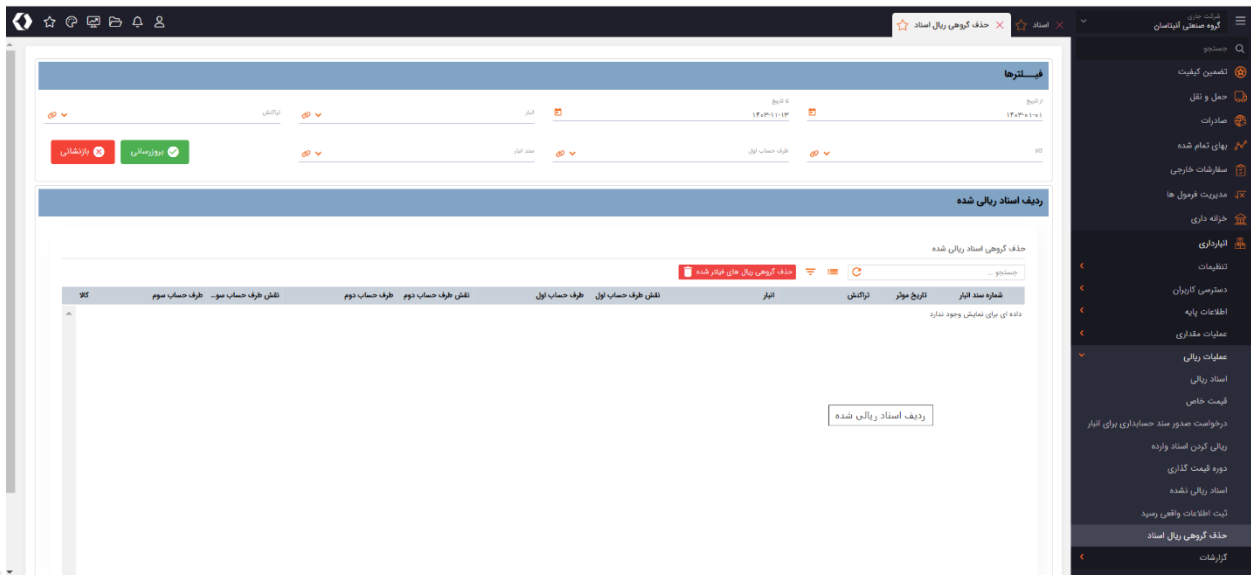 شرکت جاری
گروه صنعتی آنیتاسان
اسناد
حذف گروهی ریال اسناد
جستجو
تضمین کیفیت
حمل و نقل
صادرات
بهای تمام شده
سفارشات خارجی
مدیریت فرمول ها
خزانه داری
انبارداری
تنظیمات
دسترسی کاربران
اطلاعات پایه
عملیات مقداری
عملیات ریالی
اسناد ریالی
قیمت خاص
درخواست صدور سند حسابداری برای انبار
ریالی کردن اسناد وارده
دوره قیمت گذاری
اسناد ریالی نشده
ثبت اطلاعات واقعی رسید
حذف گروهی ریال اسناد
گزارشات
فیـــلترها
از تاریخ
۱۴۰۳-۰۱-۰۱
تا تاریخ
۱۴۰۳-۱۱-۱۳
انبار
تراکنش
کالا
طرف حساب اول
سند انبار
بروزرسانی
بازنشانی
ردیف اسناد ریالی شده
حذف گروهی اسناد ریالی شده
جستجو ...
حذف گروهی ریال های فیلتر شده
شماره سند انبار تاریخ موثر تراکنش انبار نقش طرف حساب اول طرف حساب اول نقش طرف حساب دوم طرف حساب دوم نقش طرف حساب سو... طرف حساب سوم کالا
داده ای برای نمایش وجود ندارد
ردیف اسناد ریالی شده